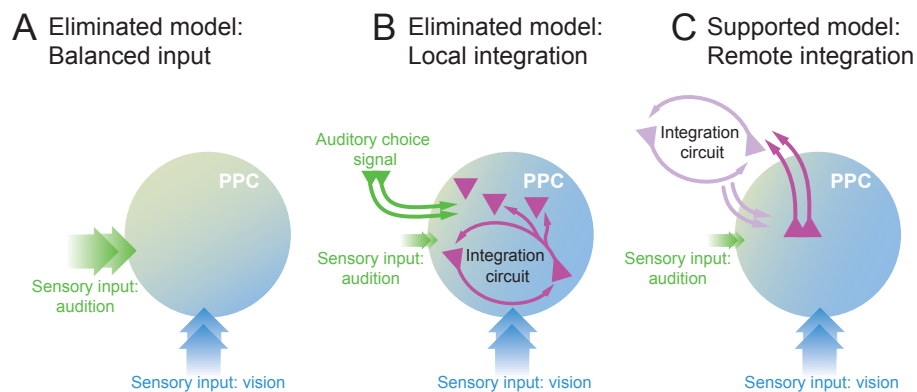 A Eliminated model:
Balanced input
PPC
Sensory input:
audition
Sensory input: vision
B Eliminated model:
Local integration
Auditory choice
signal
PPC
Integration
circuit
Sensory input:
audition
Sensory input: vision
C Supported model:
Remote integration
Integration
circuit
PPC
Sensory input:
audition
Sensory input: vision